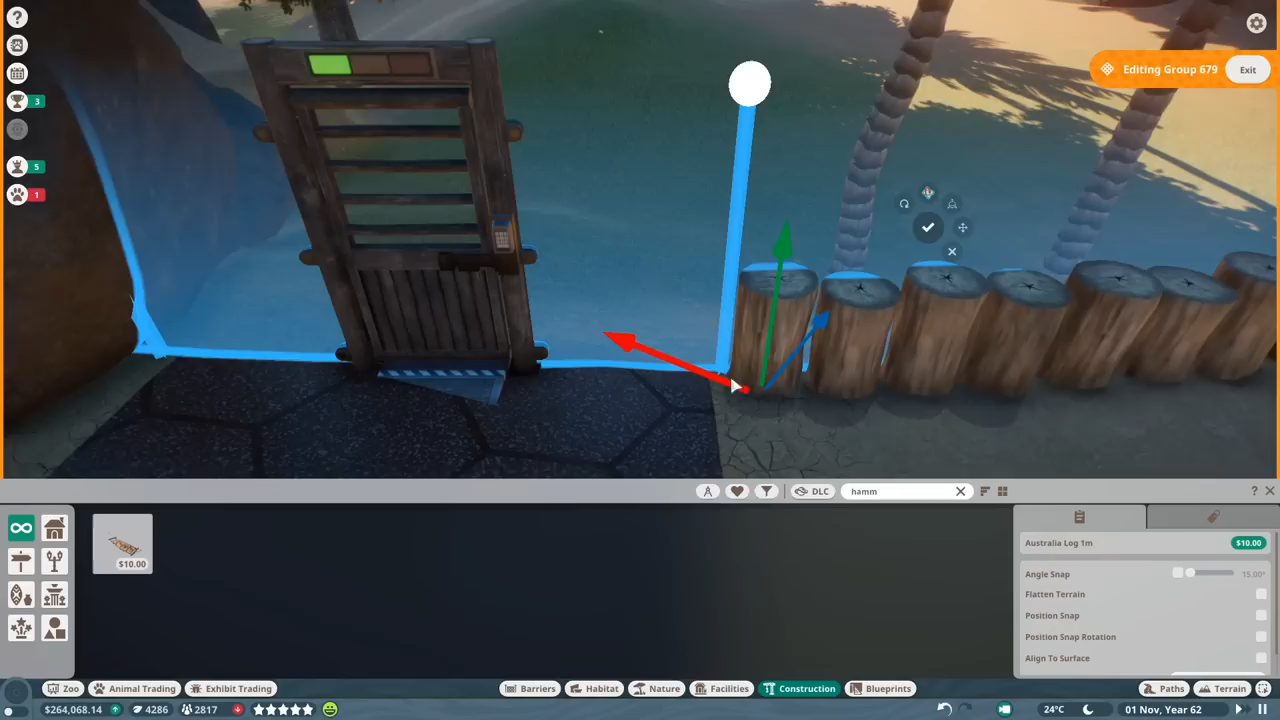 ?
3
5
1
Editing Group 679
Exit
DLC
hamm
?
$10.00
Australia Log 1m
$10.00
Angle Snap
15.00°
Flatten Terrain
Position Snap
Position Snap Rotation
Align To Surface
Zoo
Animal Trading
Exhibit Trading
Barriers
Habitat
Nature
Facilities
Construction
Blueprints
Paths
Terrain
$264,068.14
4286
2817
24°C
01 Nov, Year 62